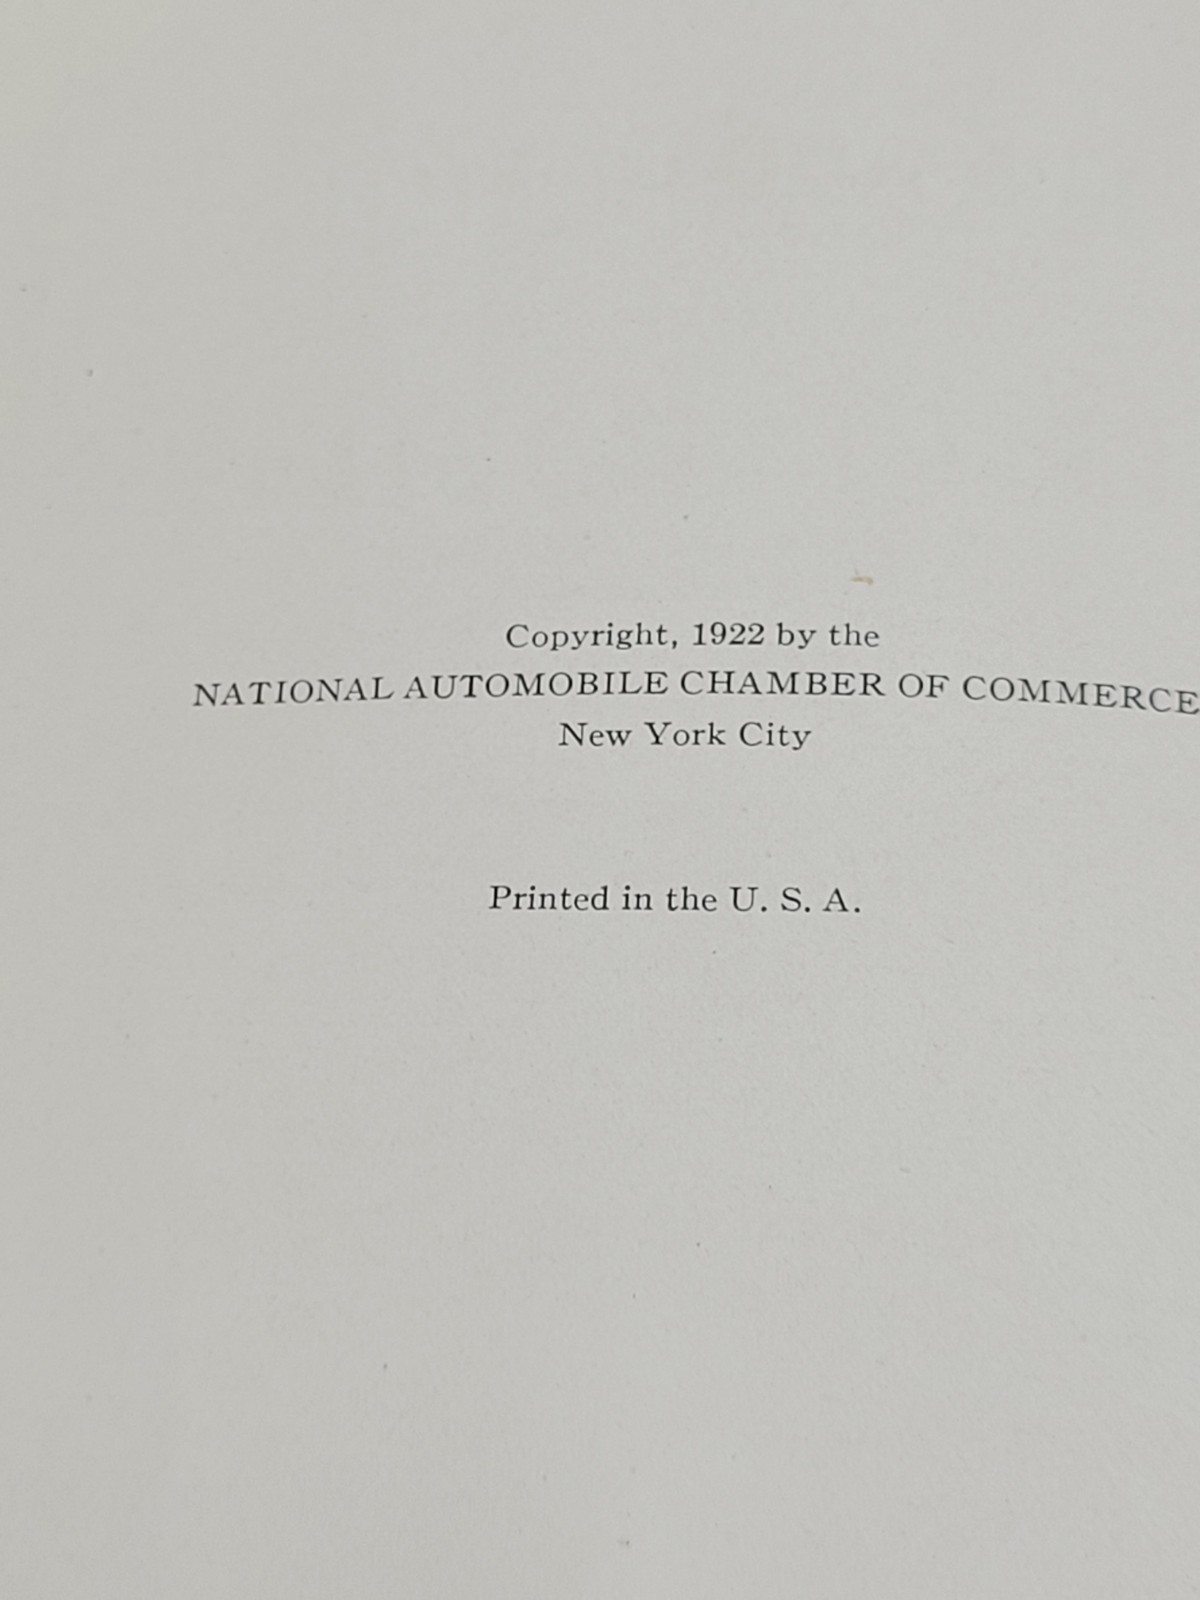 Copyright, 1922 by the
NATIONAL AUTOMOBILE CHAMBER OF COMMERCE
New York City
Printed in the U. S. A.